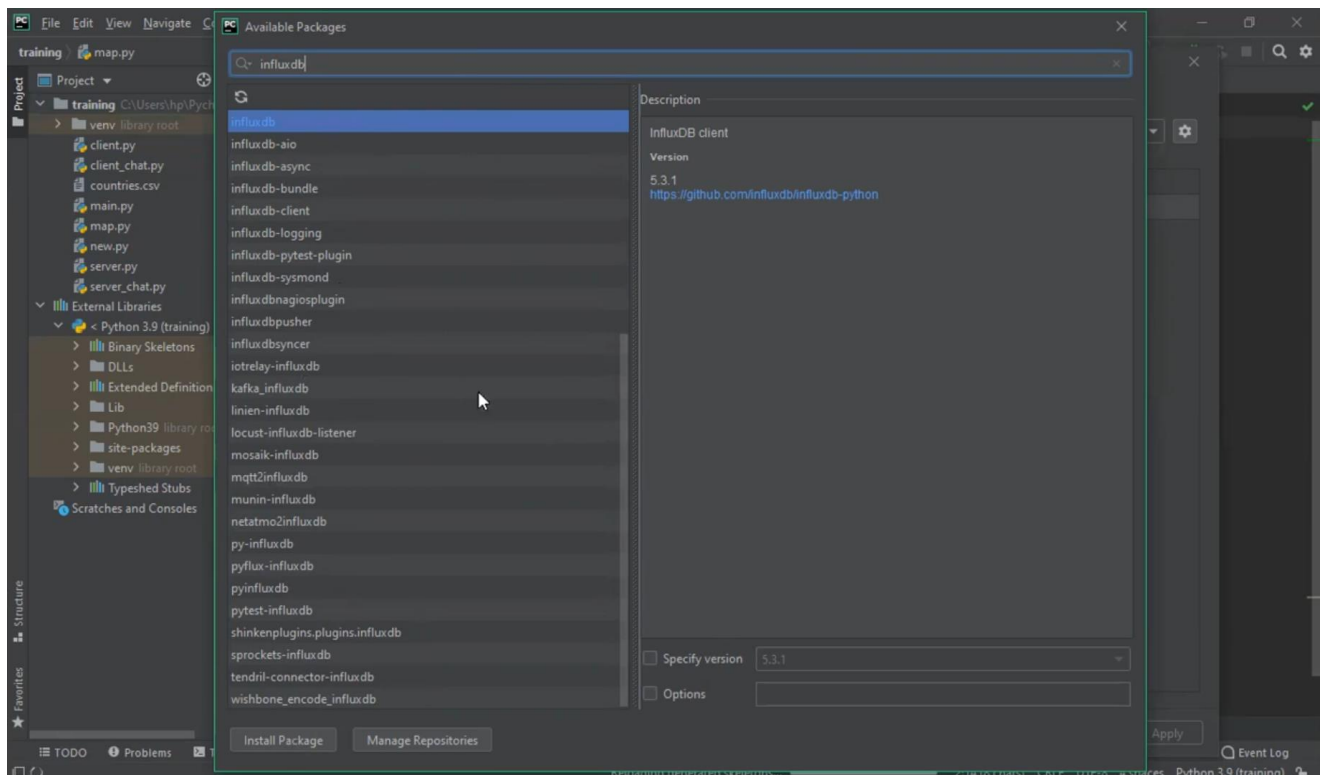 File Edit View Navigate
Available Packages
training map.py
influxdb
Project
Project
training C:\Users\hp\Pych
venv library root
client.py
client_chat.py
countries.csv
main.py
map.py
new.py
server.py
server_chat.py
External Libraries
< Python 3.9 (training)
Binary Skeletons
DLLs
Extended Definition
Lib
Python39 library roo
site-packages
venv library root
Typeshed Stubs
Scratches and Consoles
Structure
Favorites
influxdb
influxdb-aio
influxdb-async
influxdb-bundle
influxdb-client
influxdb-logging
influxdb-pytest-plugin
influxdb-sysmond
influxdbnagiosplugin
influxdbpusher
influxdbsyncer
iotrelay-influxdb
kafka_influxdb
linien-influxdb
locust-influxdb-listener
mosaik-influxdb
mqtt2influxdb
munin-influxdb
netatmo2influxdb
py-influxdb
pyflux-influxdb
pyinfluxdb
pytest-influxdb
shinkenplugins.plugins.influxdb
sprockets-influxdb
tendril-connector-influxdb
wishbone_encode_influxdb
Description
InfluxDB client
Version
5.3.1
https://github.com/influxdb/influxdb-python
Specify version 5.3.1
Options
Install Package Manage Repositories
Apply
TODO Problems
Event Log
Python 3.9 (training)